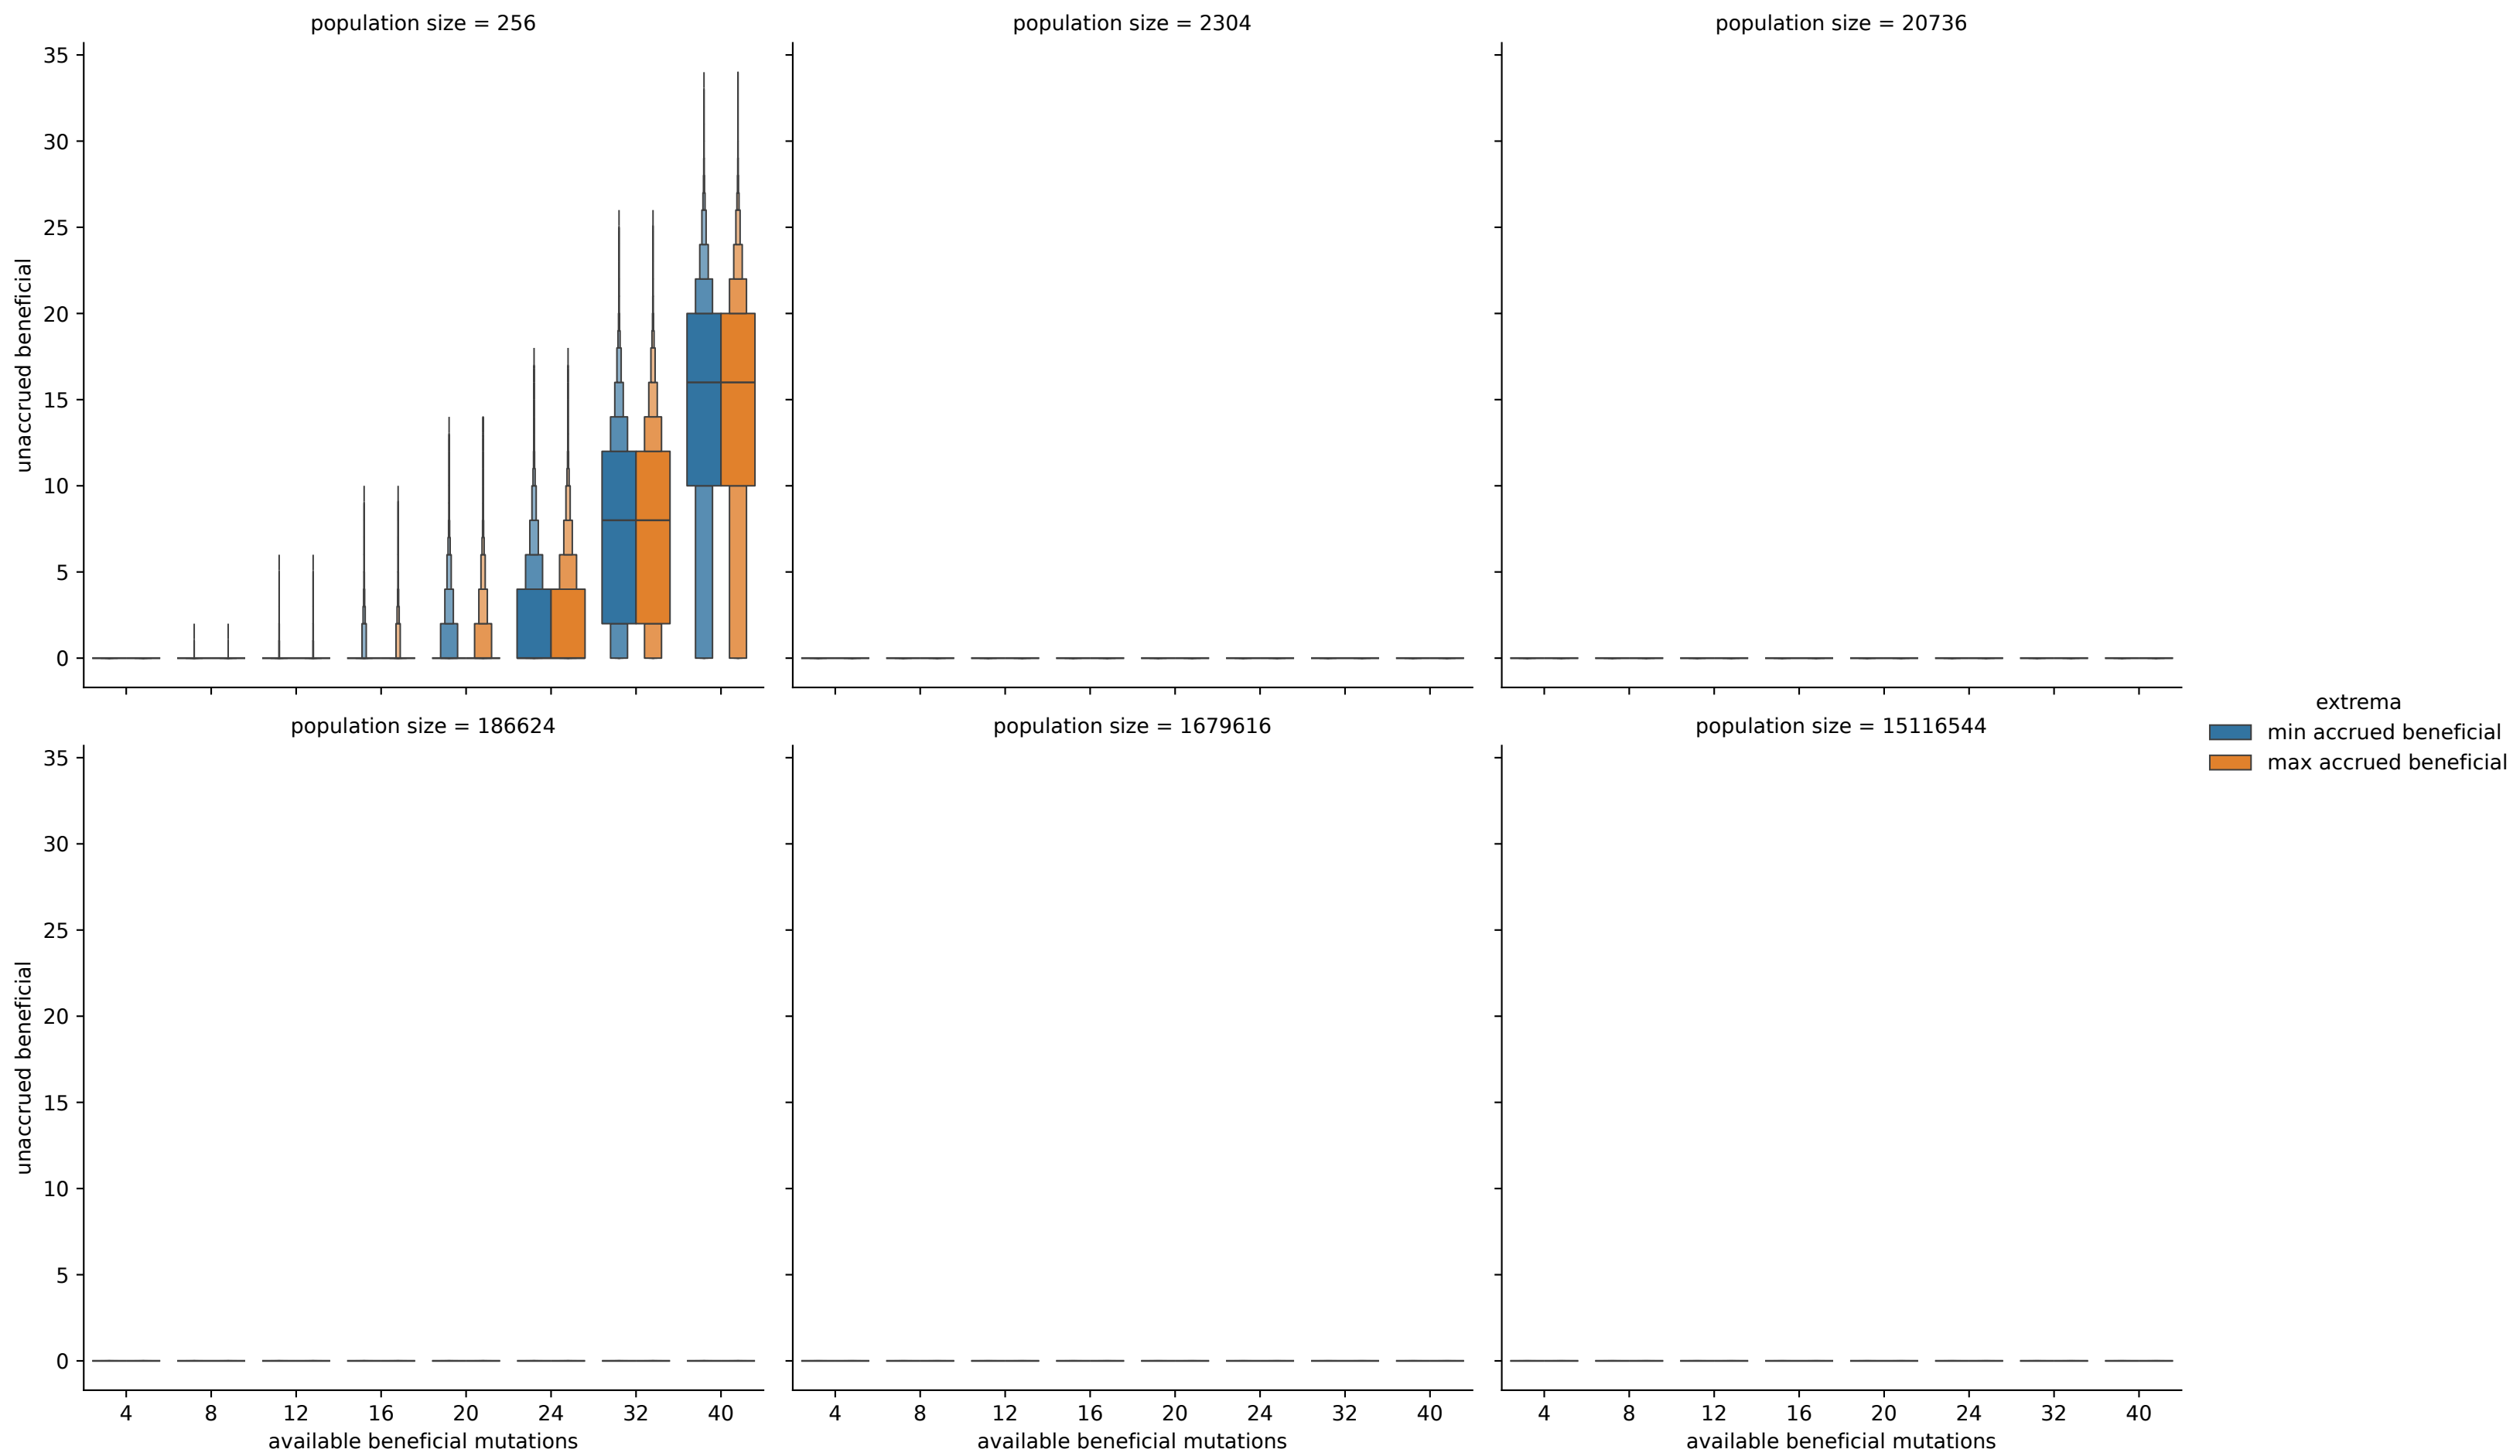 population size = 256
population size = 2304
population size = 20736
35
30
25
20
15
10
5
0
unaccrued beneficial
population size = 186624
population size = 1679616
population size = 15116544
extrema
min accrued beneficial
max accrued beneficial
35
30
25
20
15
10
5
0
unaccrued beneficial
4 8 12 16 20 24 32 40
4 8 12 16 20 24 32 40
4 8 12 16 20 24 32 40
available beneficial mutations
available beneficial mutations
available beneficial mutations